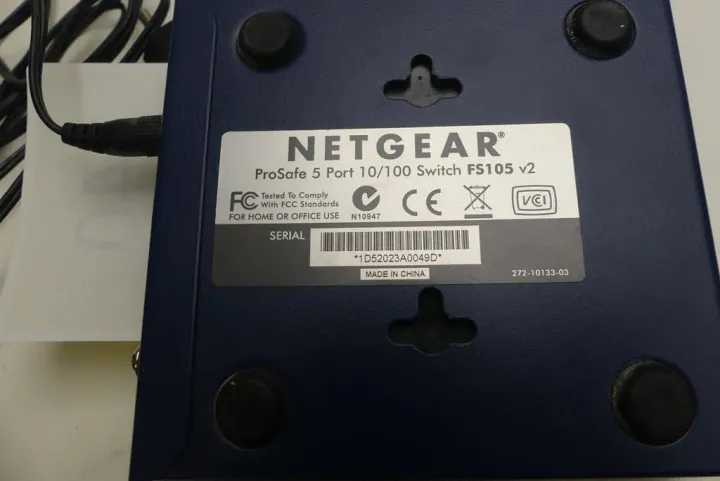 NETGEAR®
ProSafe 5 Port 10/100 Switch FS105 v2
FC Tested To Comply
With FCC Standards
FOR HOME OR OFFICE USE
N10947
CE
VCI
SERIAL
*1D52023A0049D*
MADE IN CHINA
272-10133-03